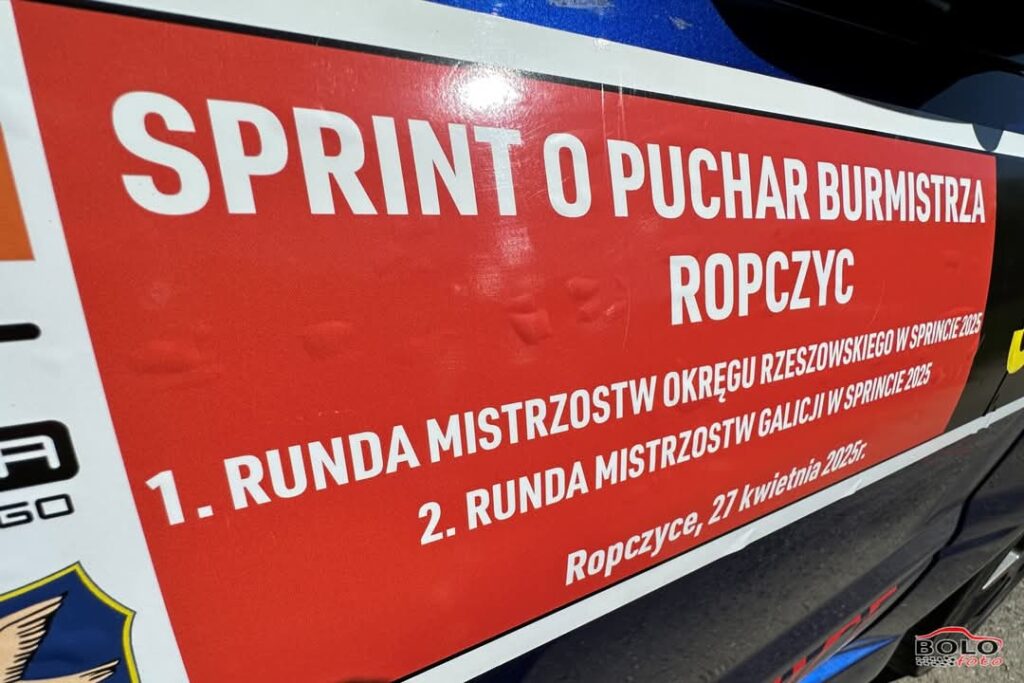 SPRINT O PUCHAR BURMISTRZA
ROPCZYC
1. RUNDA MISTRZOSTW OKRĘGU RZESZOWSKIEGO W SPRINCIE 2025
2. RUNDA MISTRZOSTW GALICJI W SPRINCIE 2025
Ropczyce, 27 kwietnia 2025r.
BOLO
foto